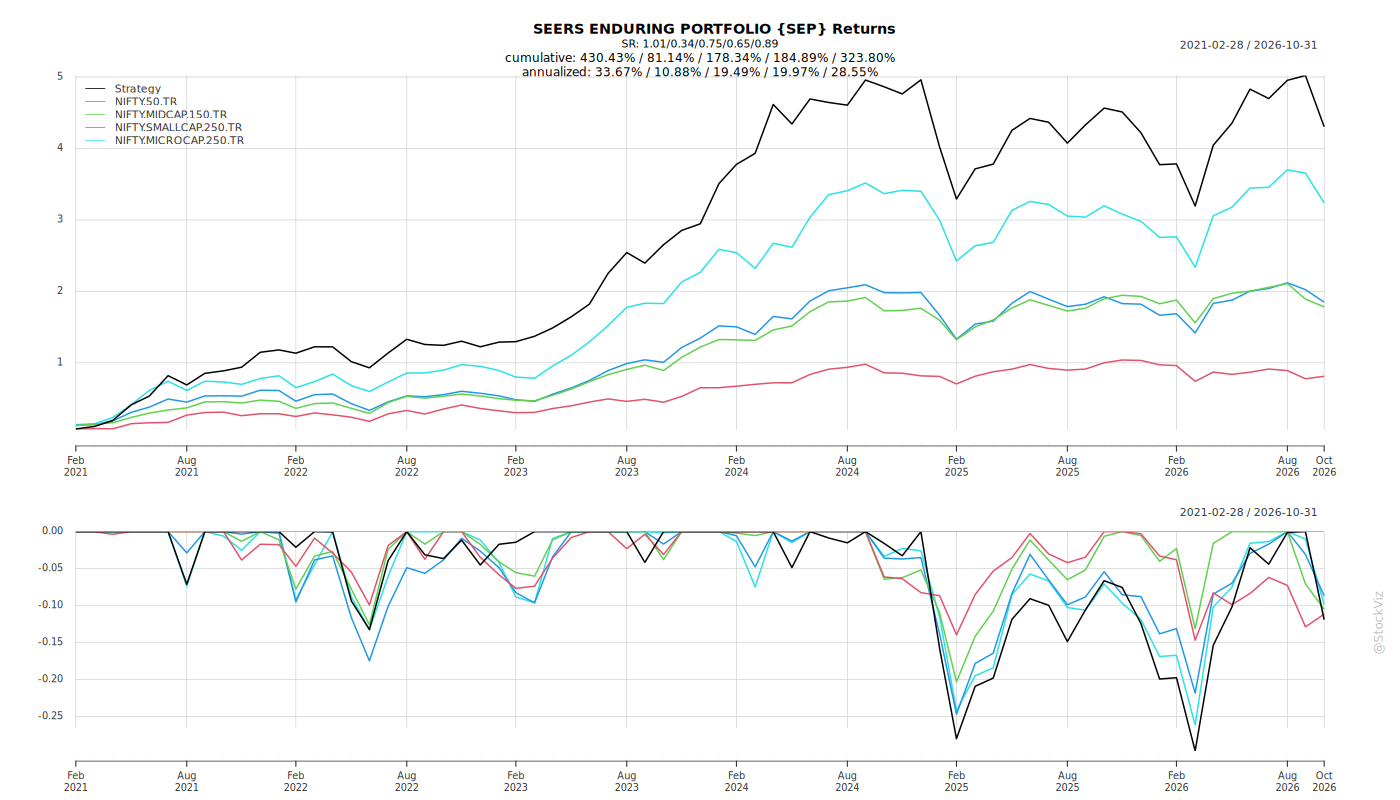 SEERS ENDURING PORTFOLIO {SEP} Returns
SR: 1.01/0.34/0.75/0.65/0.89
2021-02-28 / 2026-10-31
cumulative: 430.43% / 81.14% / 178.34% / 184.89% / 323.80%
annualized: 33.67% / 10.88% / 19.49% / 19.97% / 28.55%
5
4
3
2
1
Strategy
NIFTY.50.TR
NIFTY.MIDCAP.150.TR
NIFTY.SMALLCAP.250.TR
NIFTY.MICROCAP.250.TR
Feb Aug Feb Aug Feb Aug Feb Aug Feb Aug Feb Aug Oct
2021 2021 2022 2022 2023 2023 2024 2024 2025 2025 2026 2026 2026
2021-02-28 / 2026-10-31
0.00
-0.05
-0.10
-0.15
-0.20
-0.25
Feb Aug Feb Aug Feb Aug Feb Aug Feb Aug Feb Aug Oct
2021 2021 2022 2022 2023 2023 2024 2024 2025 2025 2026 2026 2026
@StockViz